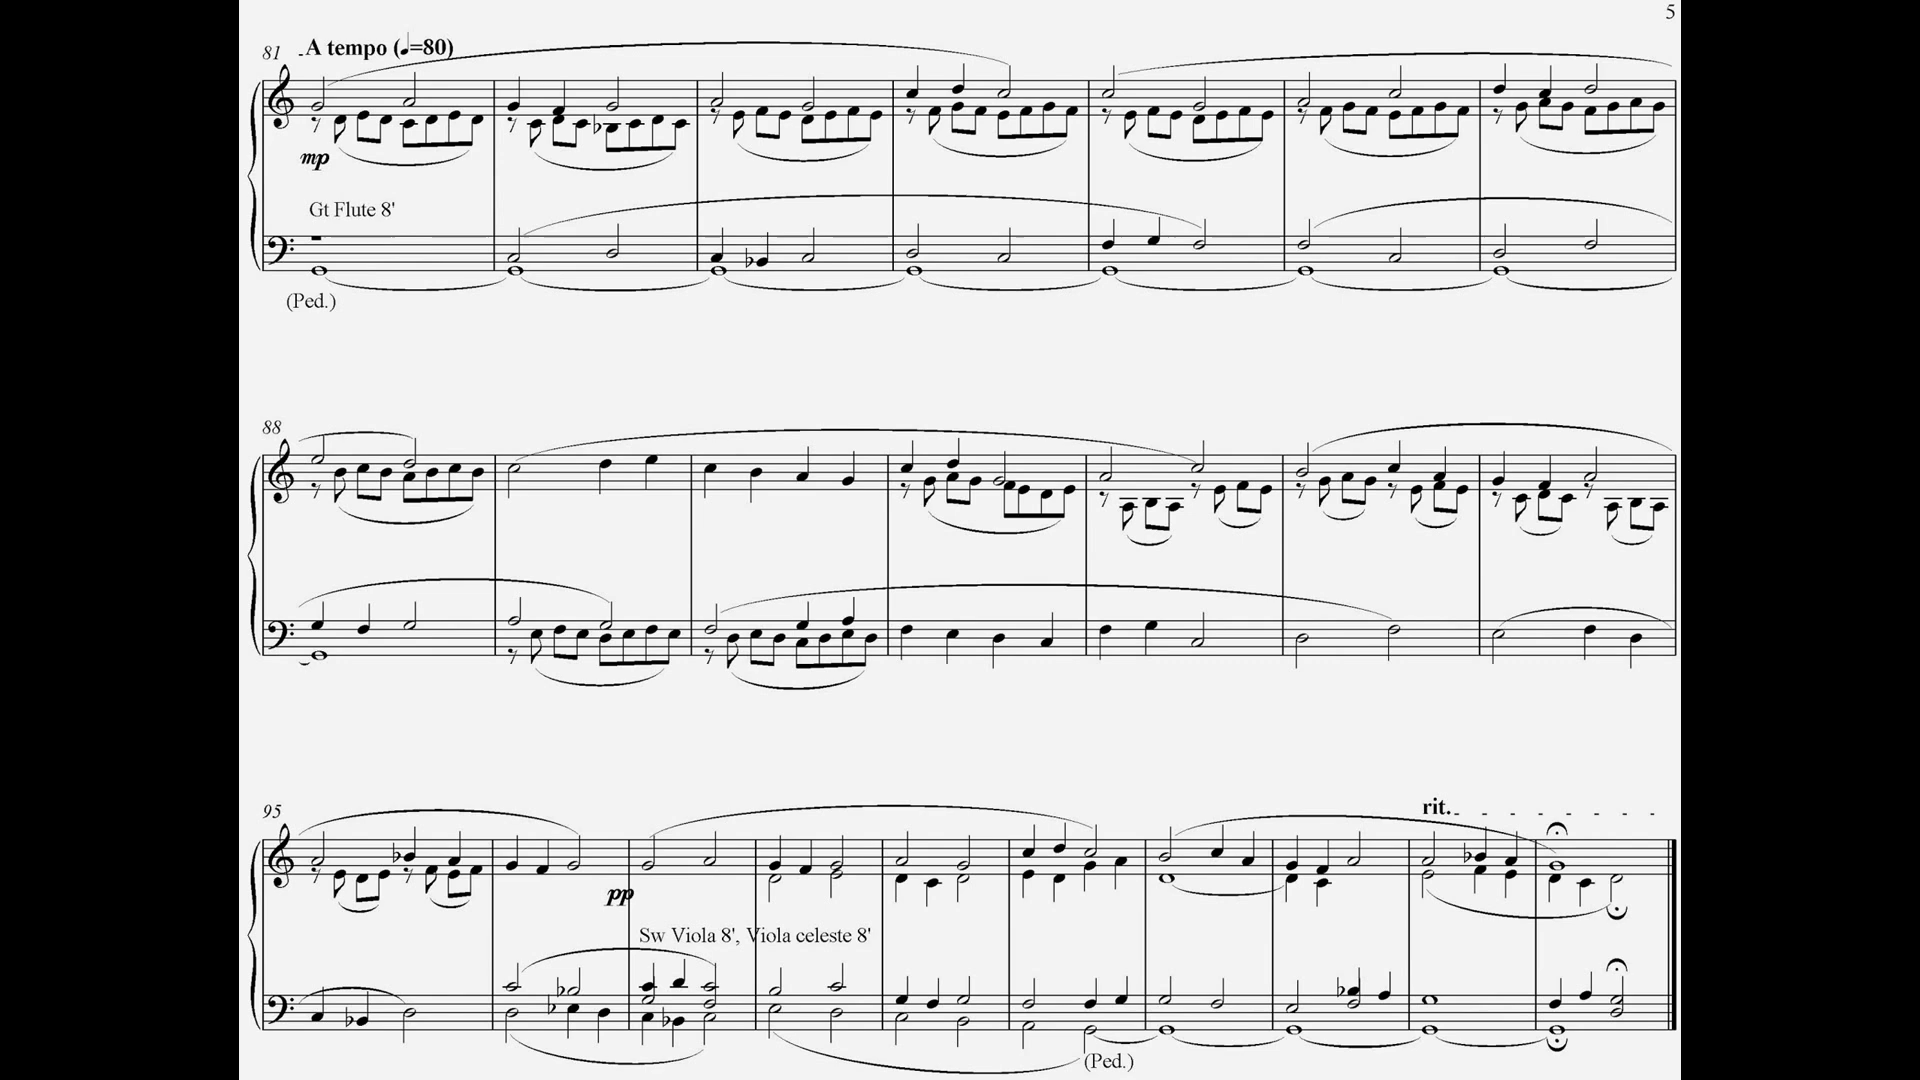 5
81 A tempo (♩=80)
mp
Gt Flute 8'
(Ped.)
88
95
rit.
pp
Sw Viola 8', Viola celeste 8'
(Ped.)